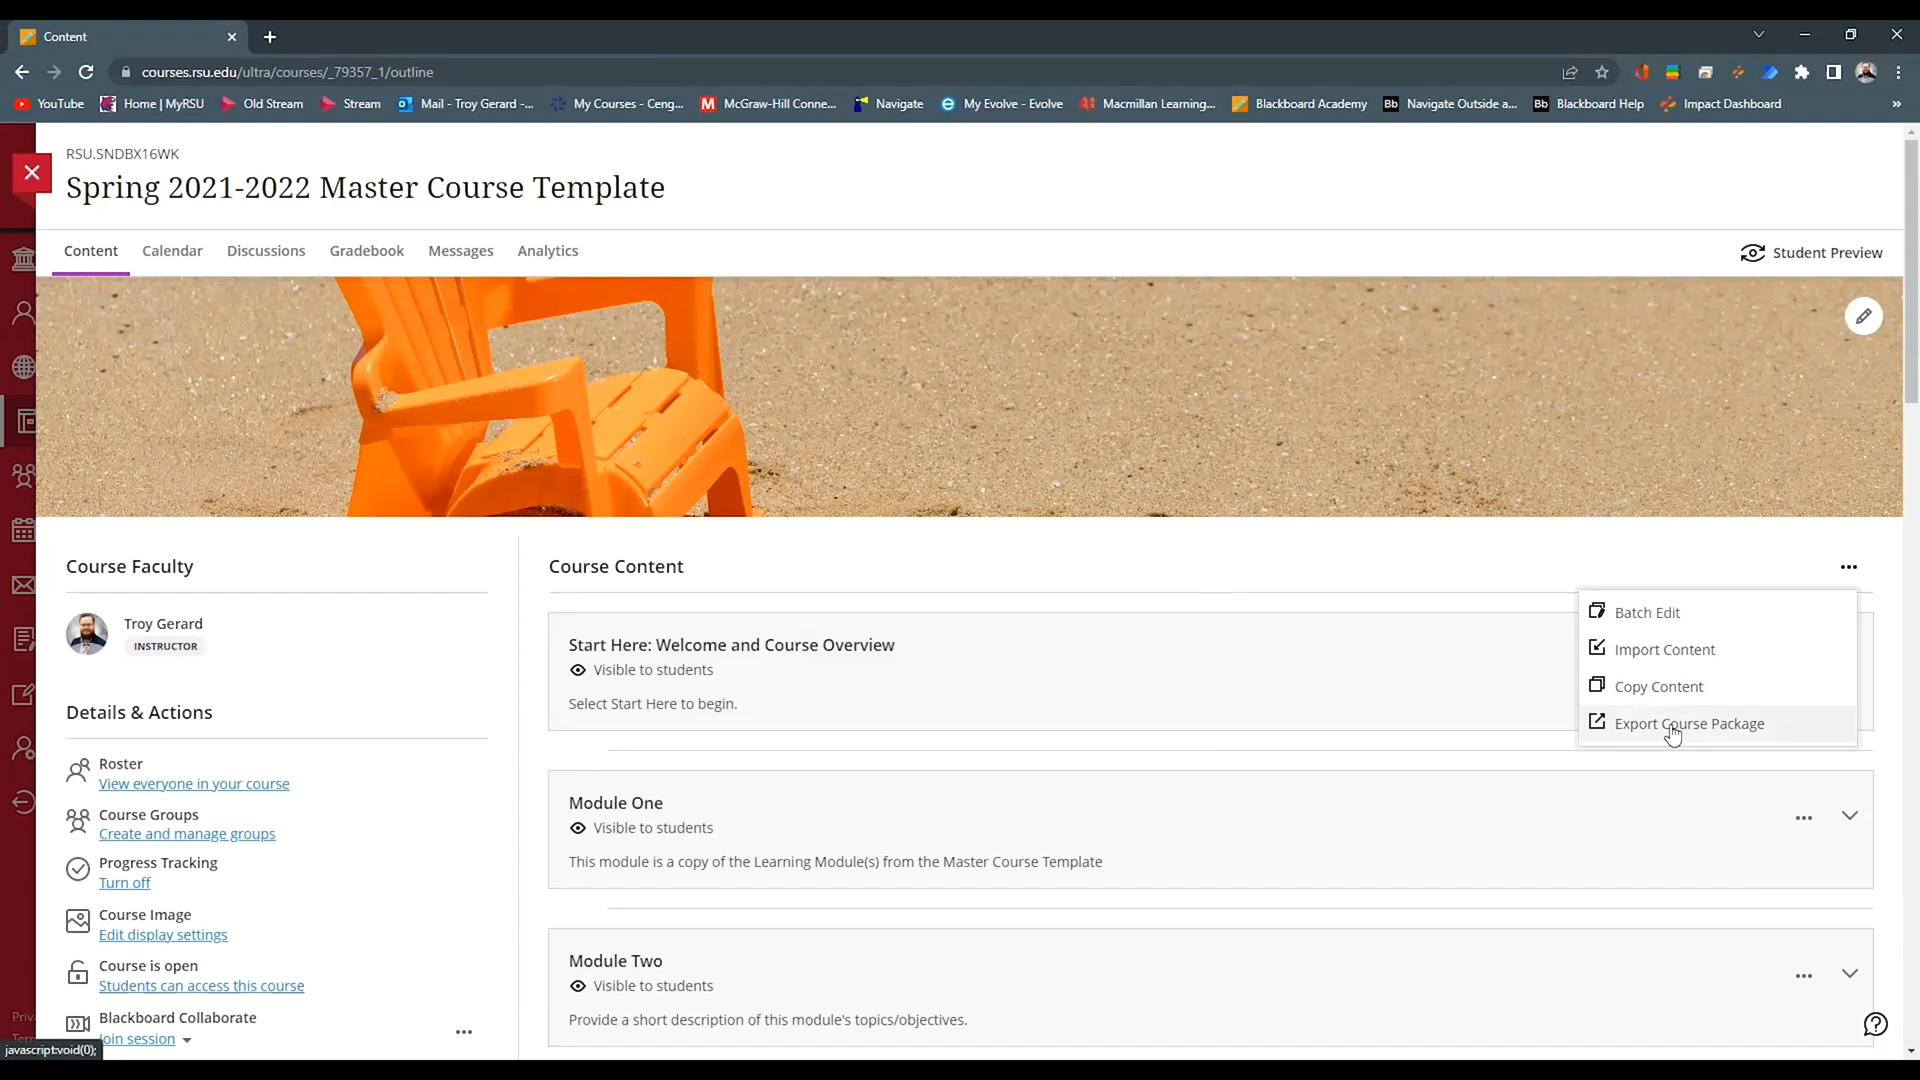 Content
courses.rsu.edu/ultra/courses/_79357_1/outline
YouTube
Home | MyRSU
Old Stream
Stream
Mail - Troy Gerard -...
My Courses - Ceng...
McGraw-Hill Conne...
Navigate
My Evolve - Evolve
Macmillan Learning...
Blackboard Academy
Bb Navigate Outside a...
Bb Blackboard Help
Impact Dashboard
RSU.SNDBX16WK
Spring 2021-2022 Master Course Template
Content Calendar Discussions Gradebook Messages Analytics
Student Preview
Course Faculty
Troy Gerard
INSTRUCTOR
Details & Actions
Roster
View everyone in your course
Course Groups
Create and manage groups
Progress Tracking
Turn off
Course Image
Edit display settings
Course is open
Students can access this course
Blackboard Collaborate
Join session
javascript:void(0);
Course Content
Start Here: Welcome and Course Overview
Visible to students
Select Start Here to begin.
Batch Edit
Import Content
Copy Content
Export Course Package
Module One
Visible to students
This module is a copy of the Learning Module(s) from the Master Course Template
Module Two
Visible to students
Provide a short description of this module's topics/objectives.